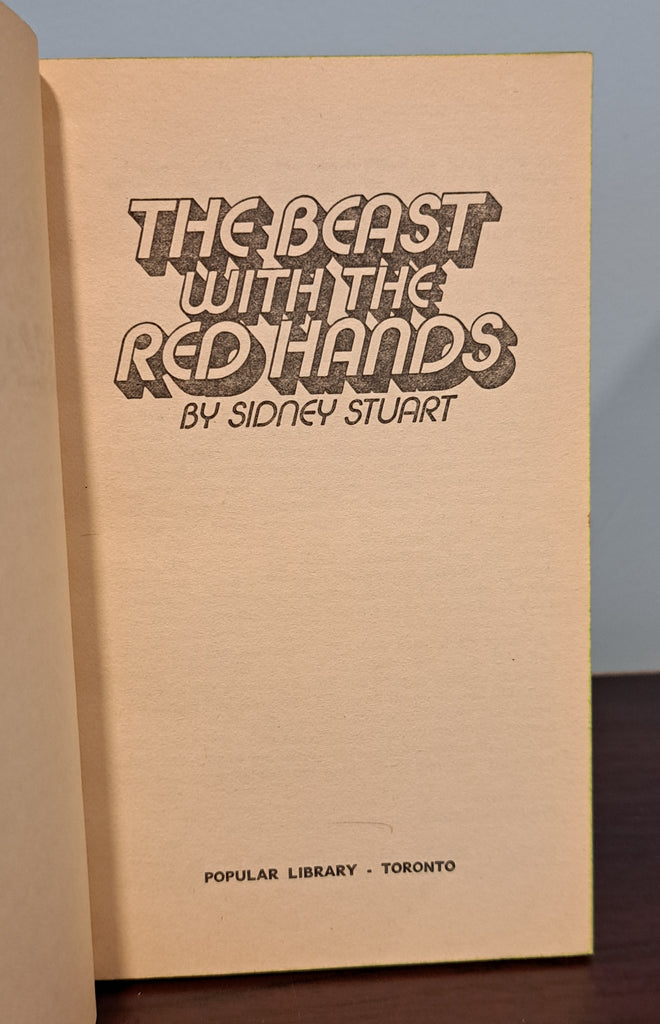 THE BEAST
WITH THE
RED HANDS
BY SIDNEY STUART
POPULAR LIBRARY - TORONTO